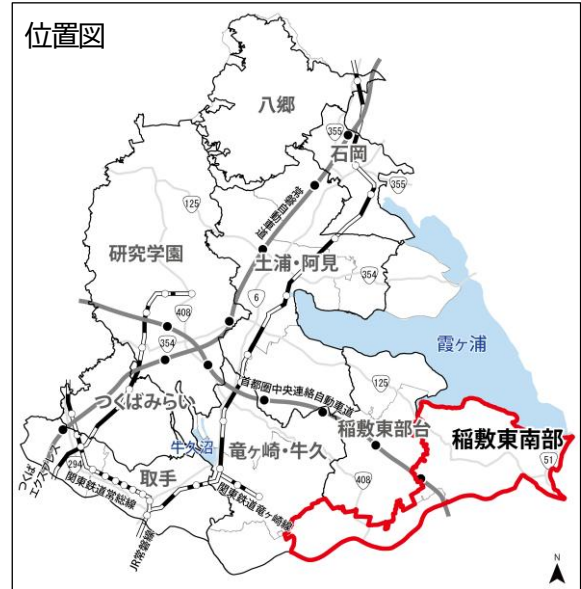 位置図
八郷
355
石岡
355
125
常磐自動車道
研究学園
土浦・阿見
354
6
408
354
霞ヶ浦
首都圏中央連絡自動車道
125
つくばみらい
稲敷東部台
稲敷東南部
牛久沼
竜ヶ崎・牛久
51
つくば
エクスプレス
294
取手
408
関東鉄道常総線
関東鉄道竜ヶ崎線
JR常磐線
N